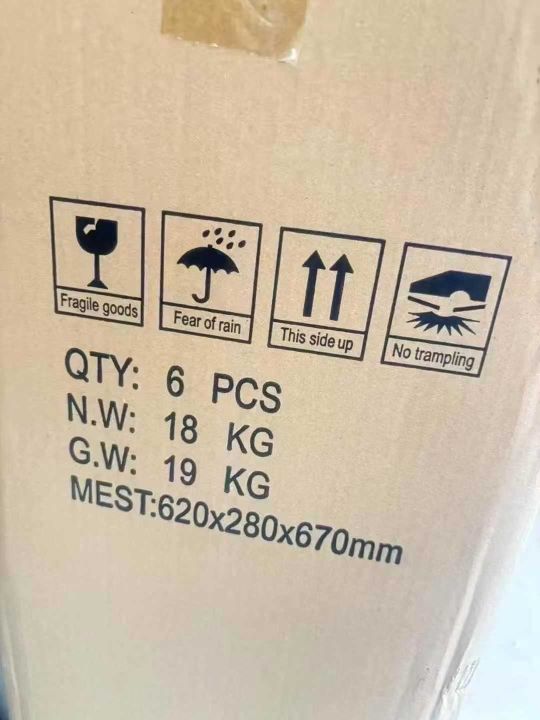 Fragile goods
Fear of rain
This side up
No trampling
QTY: 6 PCS
N.W: 18 KG
G.W: 19 KG
MEST:620x280x670mm